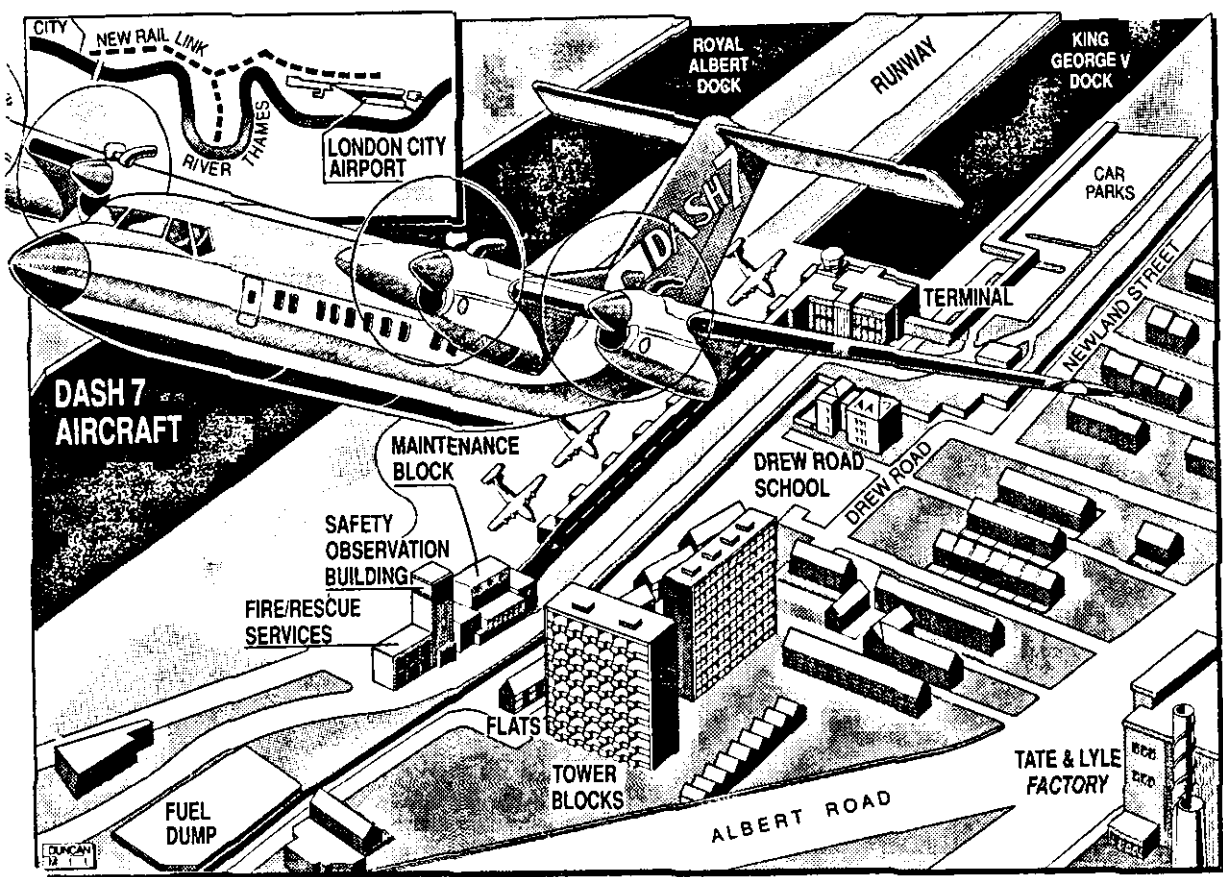 CITY
NEW RAIL LINK
RIVER THAMES
LONDON CITY
AIRPORT
ROYAL
ALBERT
DOCK
RUNWAY
KING
GEORGE V
DOCK
CAR
PARKS
DASH 7
TERMINAL
NEWLAND STREET
DASH 7
AIRCRAFT
MAINTENANCE
BLOCK
DREW ROAD
SCHOOL
DREW ROAD
SAFETY
OBSERVATION
BUILDING
FIRE/RESCUE
SERVICES
FLATS
TOWER
BLOCKS
TATE & LYLE
FACTORY
FUEL
DUMP
ALBERT ROAD
DUNCAN